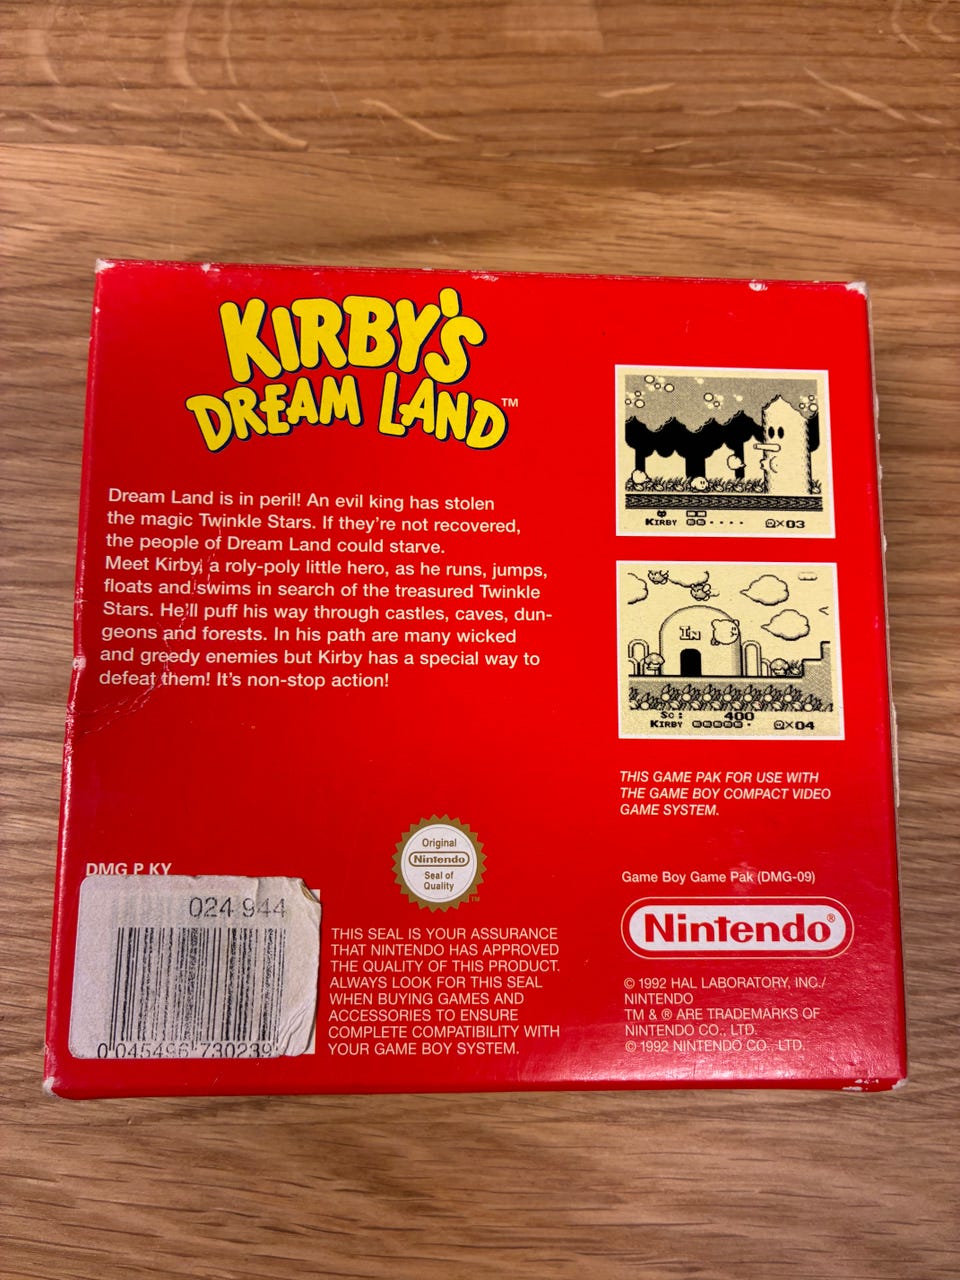 KIRBY'S
DREAM LAND™
Dream Land is in peril! An evil king has stolen
the magic Twinkle Stars. If they're not recovered,
the people of Dream Land could starve.
Meet Kirby, a roly-poly little hero, as he runs, jumps,
floats and swims in search of the treasured Twinkle
Stars. He'll puff his way through castles, caves, dun-
geons and forests. In his path are many wicked
and greedy enemies but Kirby has a special way to
defeat them! It's non-stop action!
KIRBY
×03
IN
Sc: 400
KIRBY
×04
THIS GAME PAK FOR USE WITH
THE GAME BOY COMPACT VIDEO
GAME SYSTEM.
DMG P KY
024 944
0 045496 730239
Original
Nintendo
Seal of
Quality
TM
THIS SEAL IS YOUR ASSURANCE
THAT NINTENDO HAS APPROVED
THE QUALITY OF THIS PRODUCT.
ALWAYS LOOK FOR THIS SEAL
WHEN BUYING GAMES AND
ACCESSORIES TO ENSURE
COMPLETE COMPATIBILITY WITH
YOUR GAME BOY SYSTEM.
Game Boy Game Pak (DMG-09)
Nintendo®
© 1992 HAL LABORATORY, INC./
NINTENDO
TM & ® ARE TRADEMARKS OF
NINTENDO CO., LTD.
© 1992 NINTENDO CO., LTD.